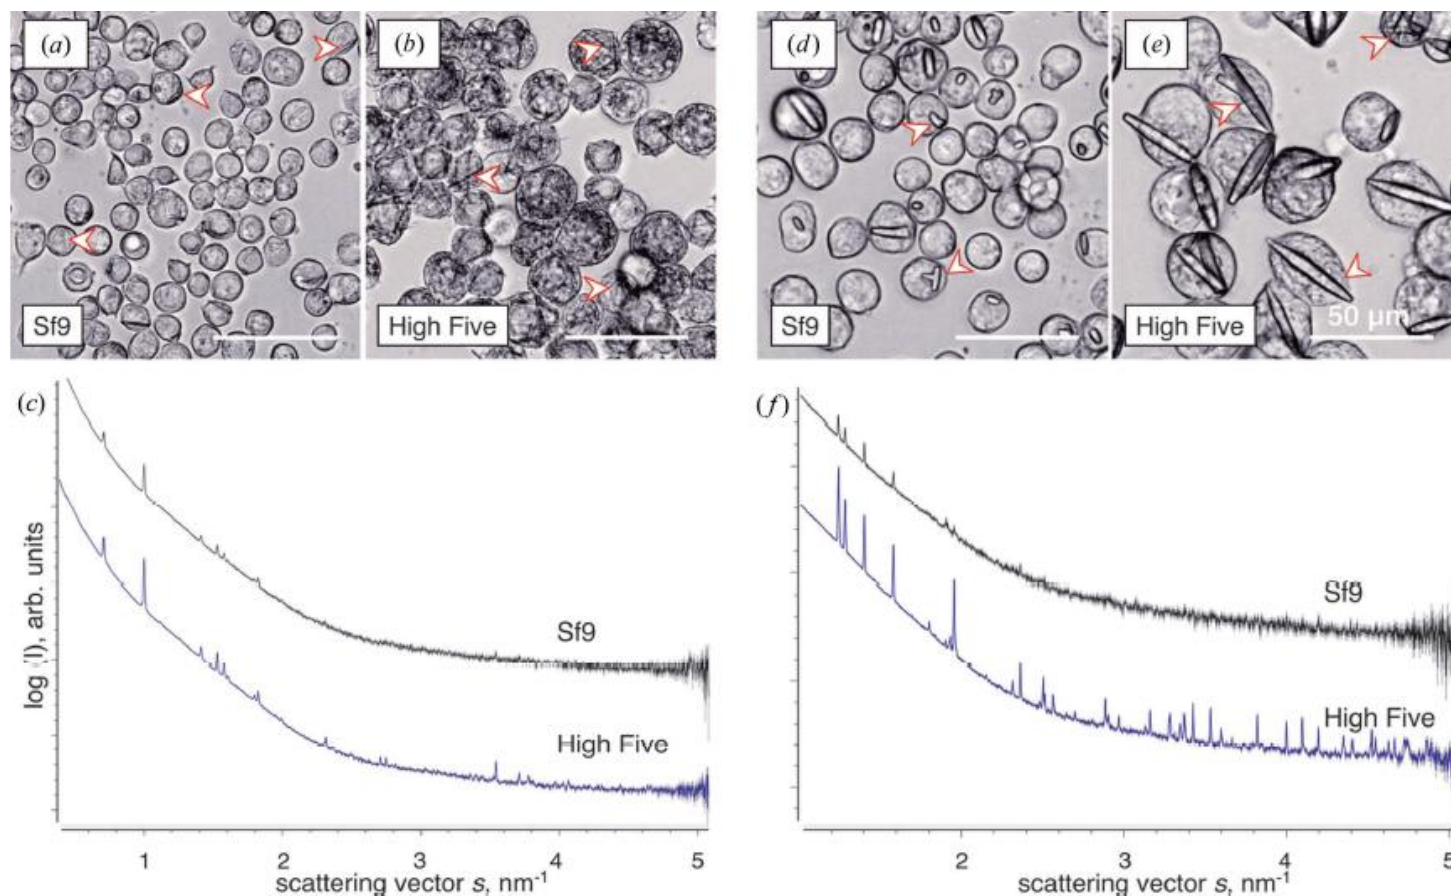 (a)
(b)
(d)
(e)
Sf9
High Five
Sf9
High Five
50 µm
(c)
(f)
log (I), arb. units
Sf9
High Five
Sf9
High Five
1 2 3 4 5
2 3 4 5
scattering vector s, nm⁻¹
scattering vector s, nm⁻¹